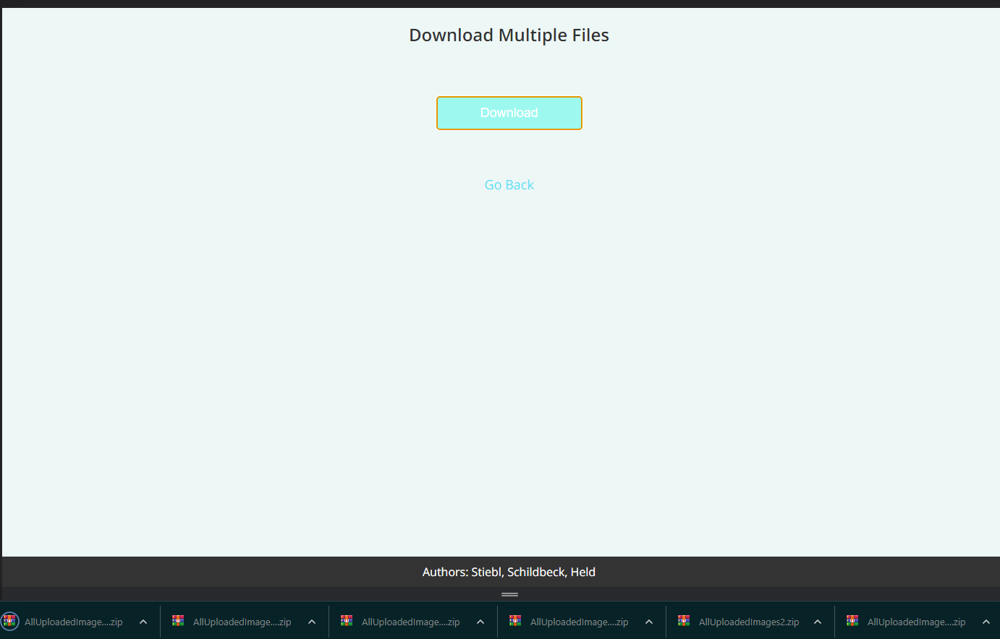 Download Multiple Files
Download
Go Back
Authors: Stiebl, Schildbeck, Held
AllUploadedImage....zip
AllUploadedImage....zip
AllUploadedImage....zip
AllUploadedImage....zip
AllUploadedImages2.zip
AllUploadedImage....zip